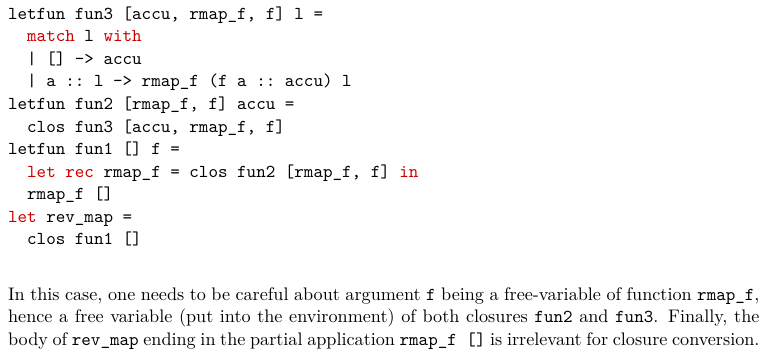 letfun fun3 [accu, rmap_f, f] l =
  match l with
  | [] -> accu
  | a :: l -> rmap_f (f a :: accu) l
letfun fun2 [rmap_f, f] accu =
  clos fun3 [accu, rmap_f, f]
letfun fun1 [] f =
  let rec rmap_f = clos fun2 [rmap_f, f] in
  rmap_f []
let rev_map =
  clos fun1 []
In this case, one needs to be careful about argument f being a free-variable of function rmap_f,
hence a free variable (put into the environment) of both closures fun2 and fun3. Finally, the
body of rev_map ending in the partial application rmap_f [] is irrelevant for closure conversion.